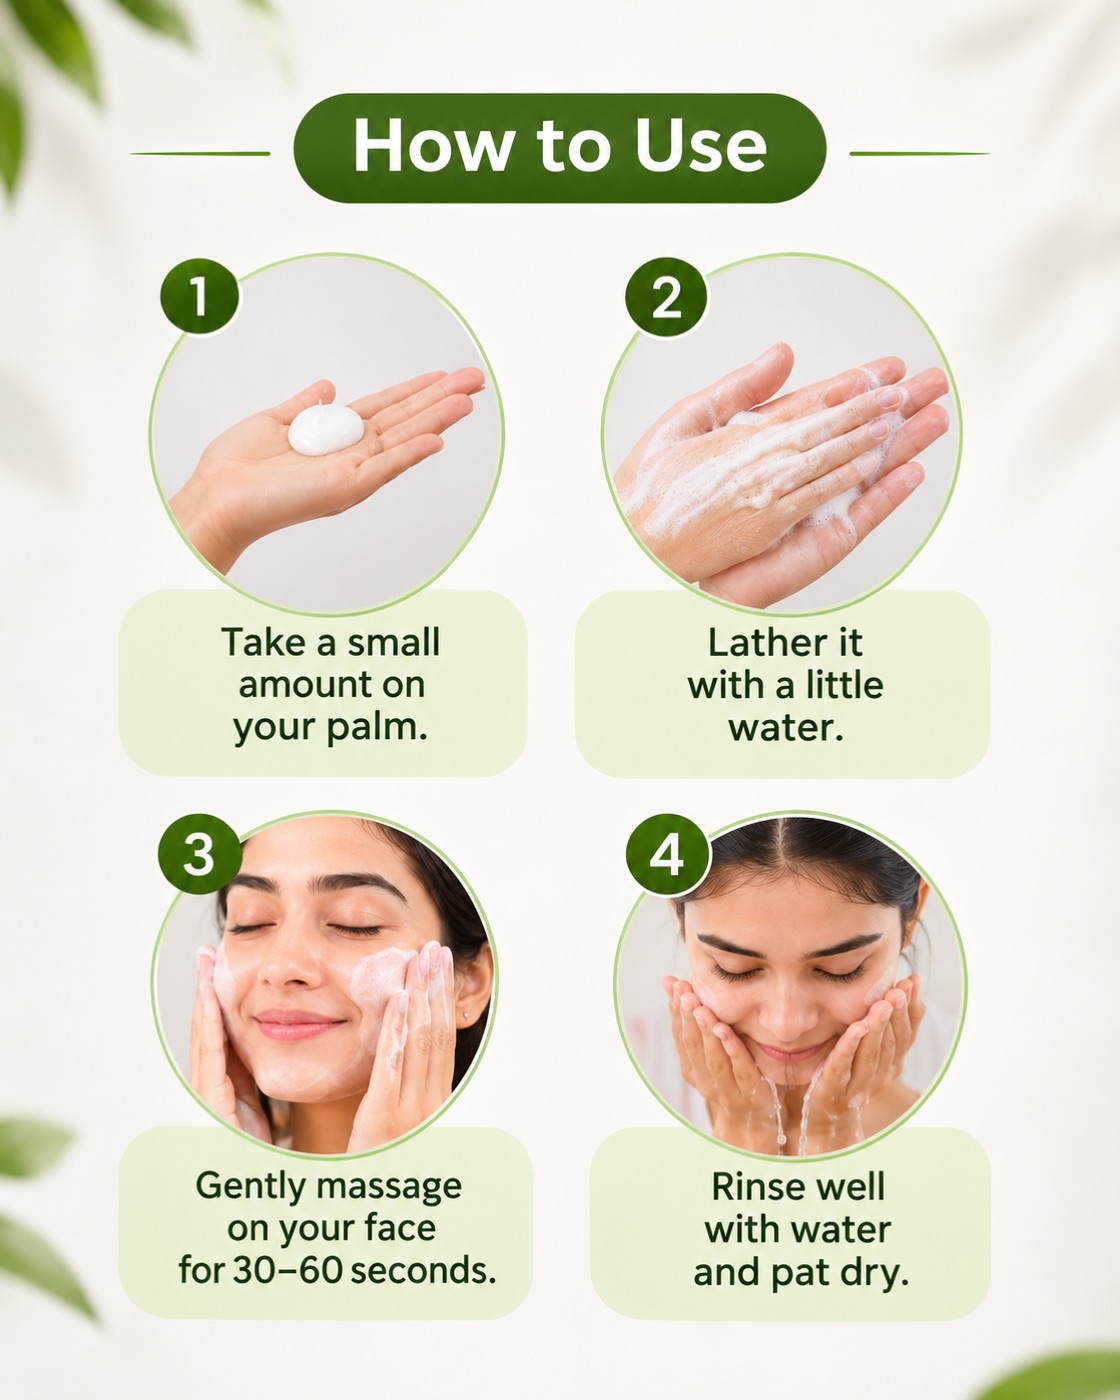 How to Use
1
Take a small
amount on
your palm.
2
Lather it
with a little
water.
3
Gently massage
on your face
for 30–60 seconds.
4
Rinse well
with water
and pat dry.